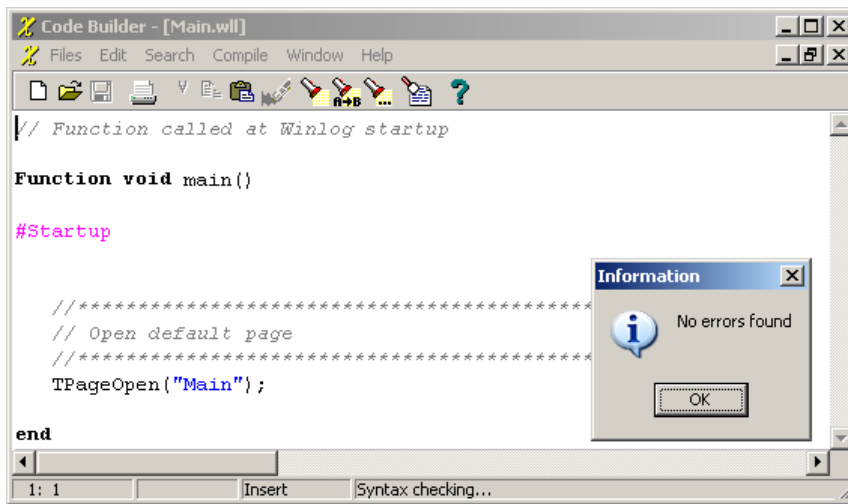 Code Builder - [Main.wll]
Files Edit Search Compile Window Help
A→B ... ?
// Function called at Winlog startup
Function void main()
#Startup
//*******************************************
// Open default page
//*******************************************
TPageOpen("Main");
end
Information
No errors found
OK
1: 1 Insert Syntax checking...